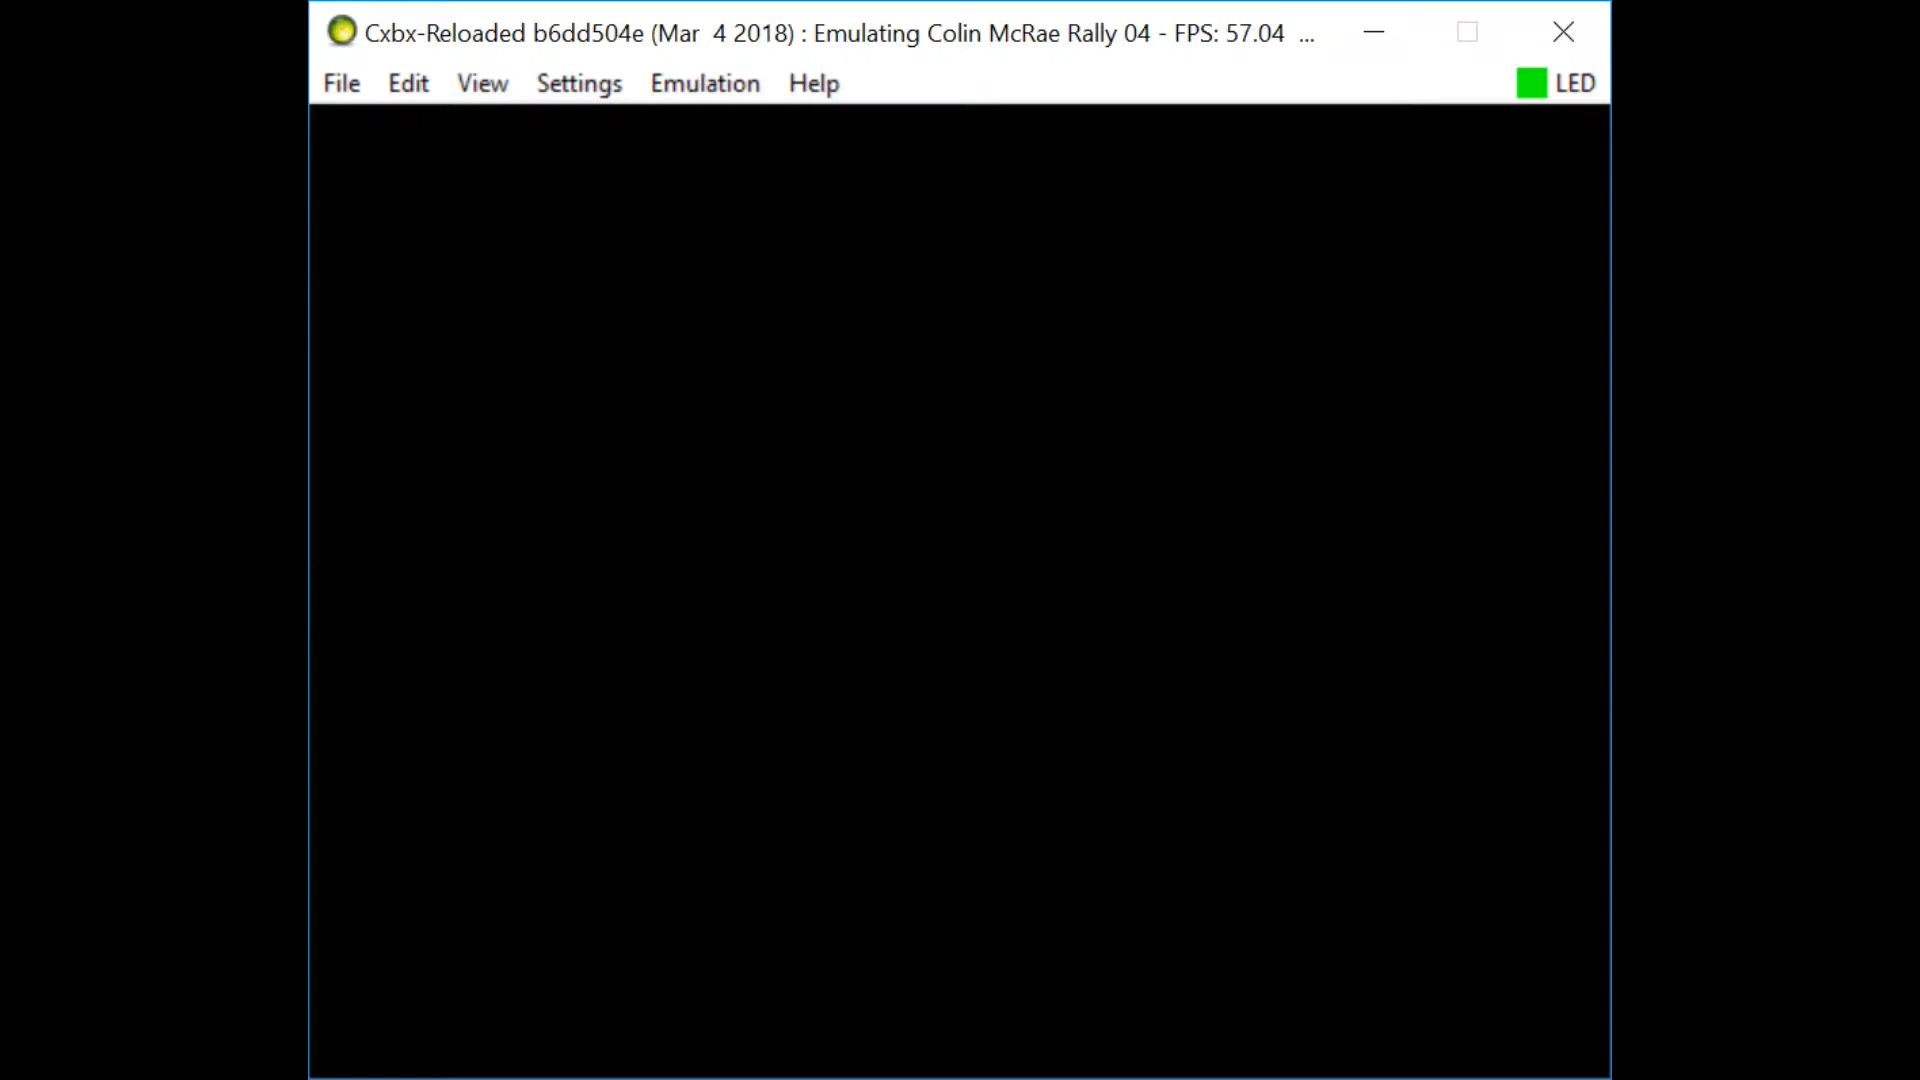 Cxbx-Reloaded b6dd504e (Mar  4 2018) : Emulating Colin McRae Rally 04 - FPS: 57.04  ...
File Edit View Settings Emulation Help LED